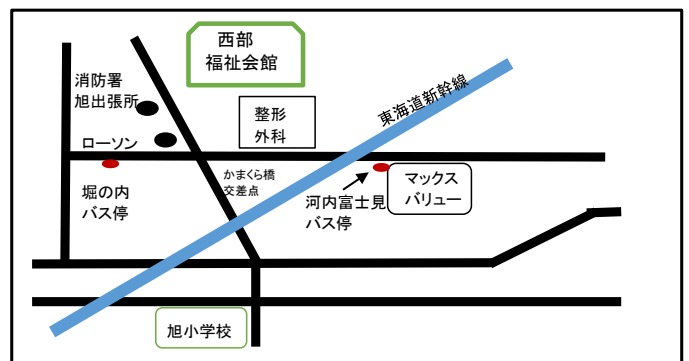 西部
福祉会館
消防署
旭出張所
整形
外科
東海道新幹線
ローソン
かまくら橋
交差点
堀の内
バス停
河内富士見
バス停
マックス
バリュー
旭小学校